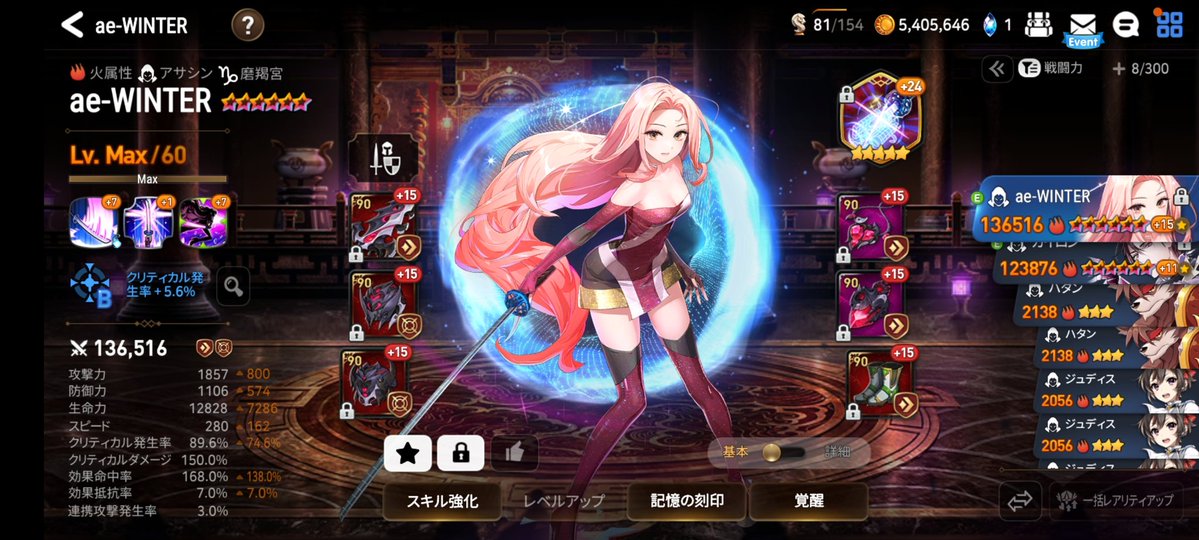 ae-WINTER
?
81/154
5,405,646
1
Event
火属性 アサシン 磨羯宮
ae-WINTER
Lv. Max/60
Max
+7
+1
+7
B
クリティカル発
生率 + 5.6%
136,516
攻撃力 1857 800
防御力 1106 574
生命力 12828 7286
スピード 280 162
クリティカル発生率 89.6% 74.6%
クリティカルダメージ 150.0%
効果命中率 168.0% 138.0%
効果抵抗率 7.0% 7.0%
連携攻撃発生率 3.0%
90 +15
90 +15
90 +15
+24
90 +15
90 +15
90 +15
基本 詳細
スキル強化
レベルアップ
記憶の刻印
覚醒
戦闘力
+ 8/300
E ae-WINTER
136516 +15
E
123876 +11
ハタン
2138
ハタン
2138
ジュディス
2056
ジュディス
2056
ジュディス
一括レアリティアップ